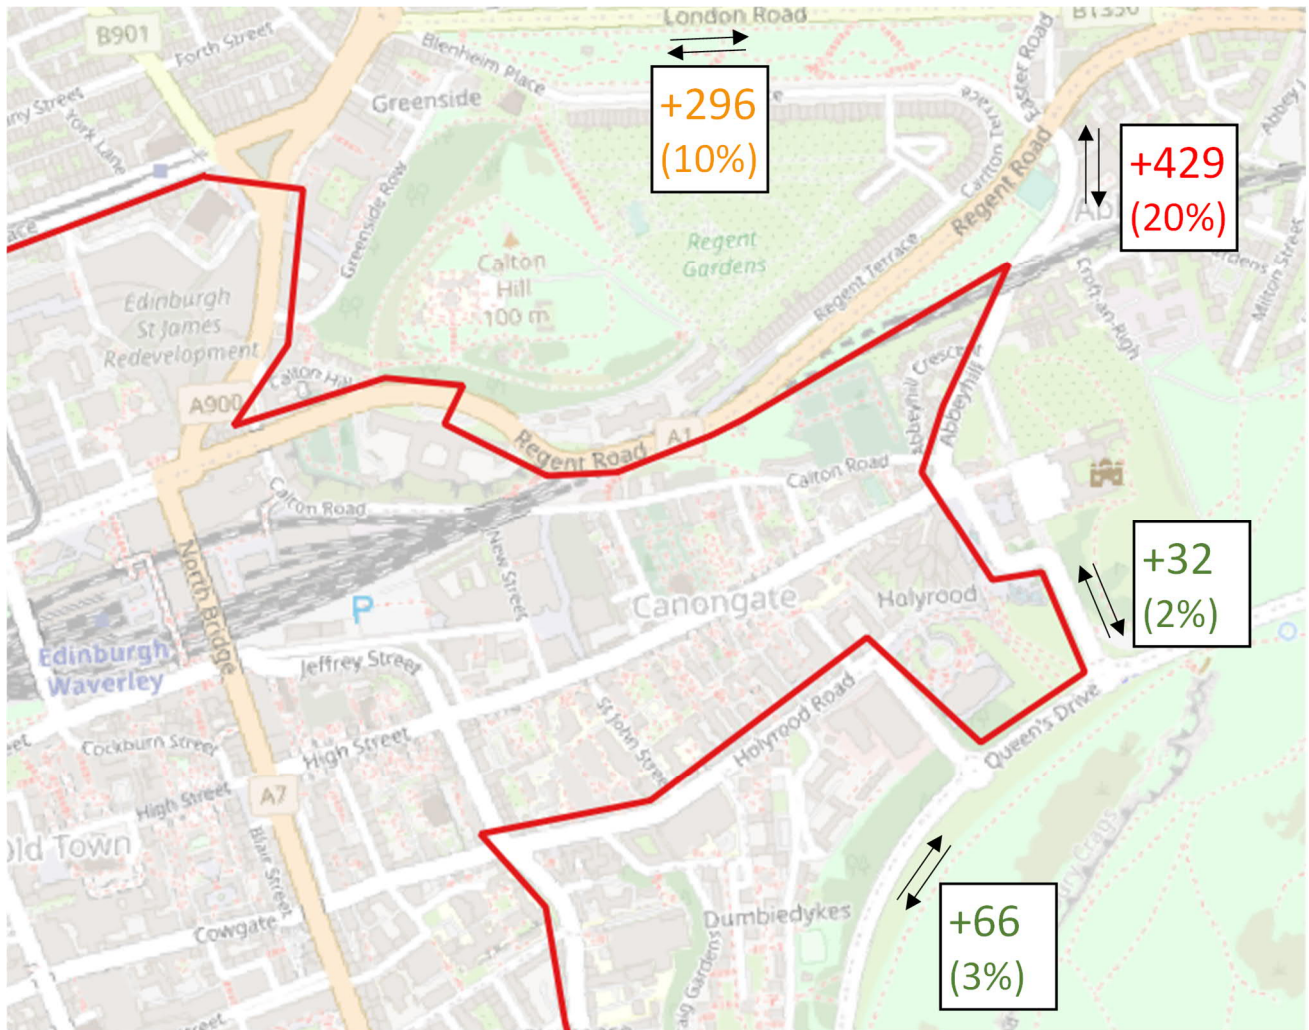 London Road
B1350
B901
Forth Street
Blenheim Place
Easter Road
York Lane
Greenside
+296
(10%)
Carlton Terrace
Regent Road
+429
(20%)
Greenside Row
Regent
Gardens
Calton
Hill
100 m
Regent Terrace
Croft-an-Righ
Milton Street
Edinburgh
St James
Redevelopment
Calton Hill
Abbeyhill Crescent
Abbeyhill
A900
A1
Regent Road
Calton Road
Calton Road
North Bridge
New Street
P
Canongate
Holyrood
+32
(2%)
Edinburgh
Waverley
Jeffrey Street
St John Street
Holyrood Road
Queen's Drive
Cockburn Street
High Street
A7
High Street
Old Town
Blair Street
Cowgate
Dumbiedykes
+66
(3%)